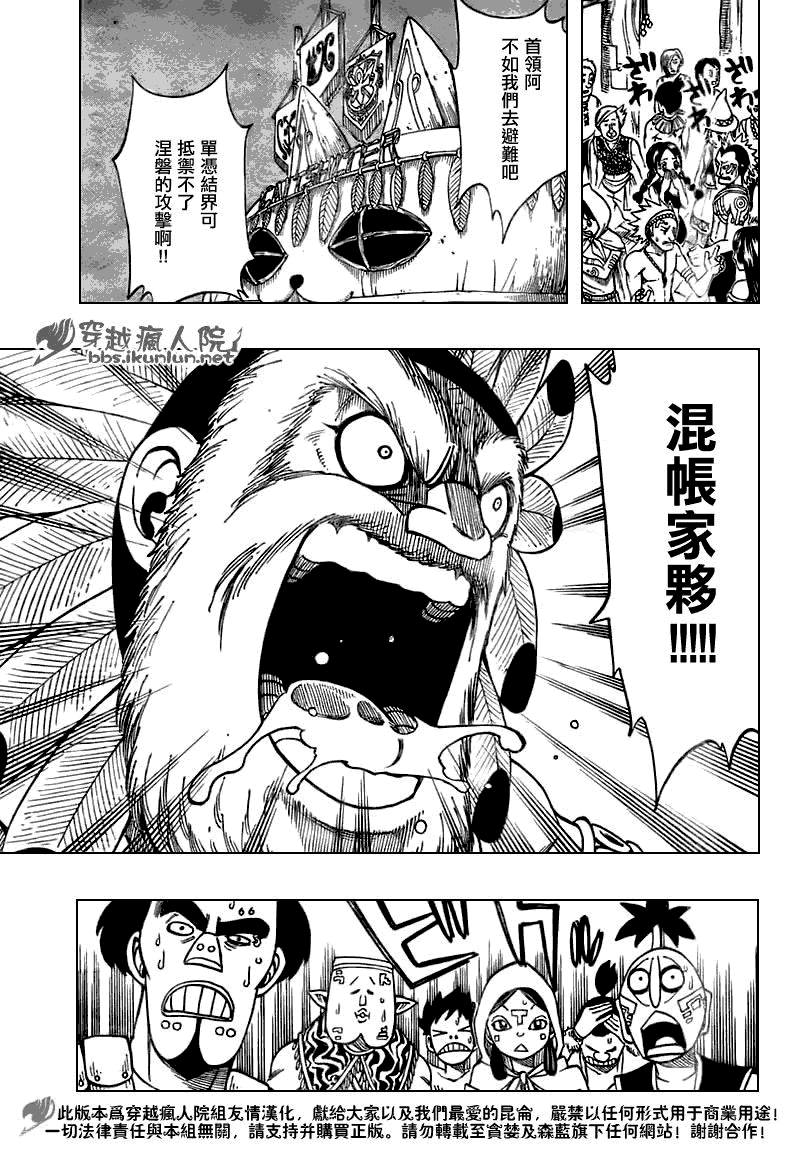 ざわ
ざわ
首領阿
不如我們去避難吧
單憑結界可
抵禦不了
涅磐的攻擊啊!!
穿越瘋人院
bbs.ikunlun.net
混帳家夥!!!!!
ビクッ
此版本爲穿越瘋人院組友情漢化，獻給大家以及我們最愛的昆侖，嚴禁以任何形式用于商業用途！
一切法律責任與本組無關，請支持并購買正版。請勿轉載至貪婪及森藍旗下任何網站！謝謝合作！